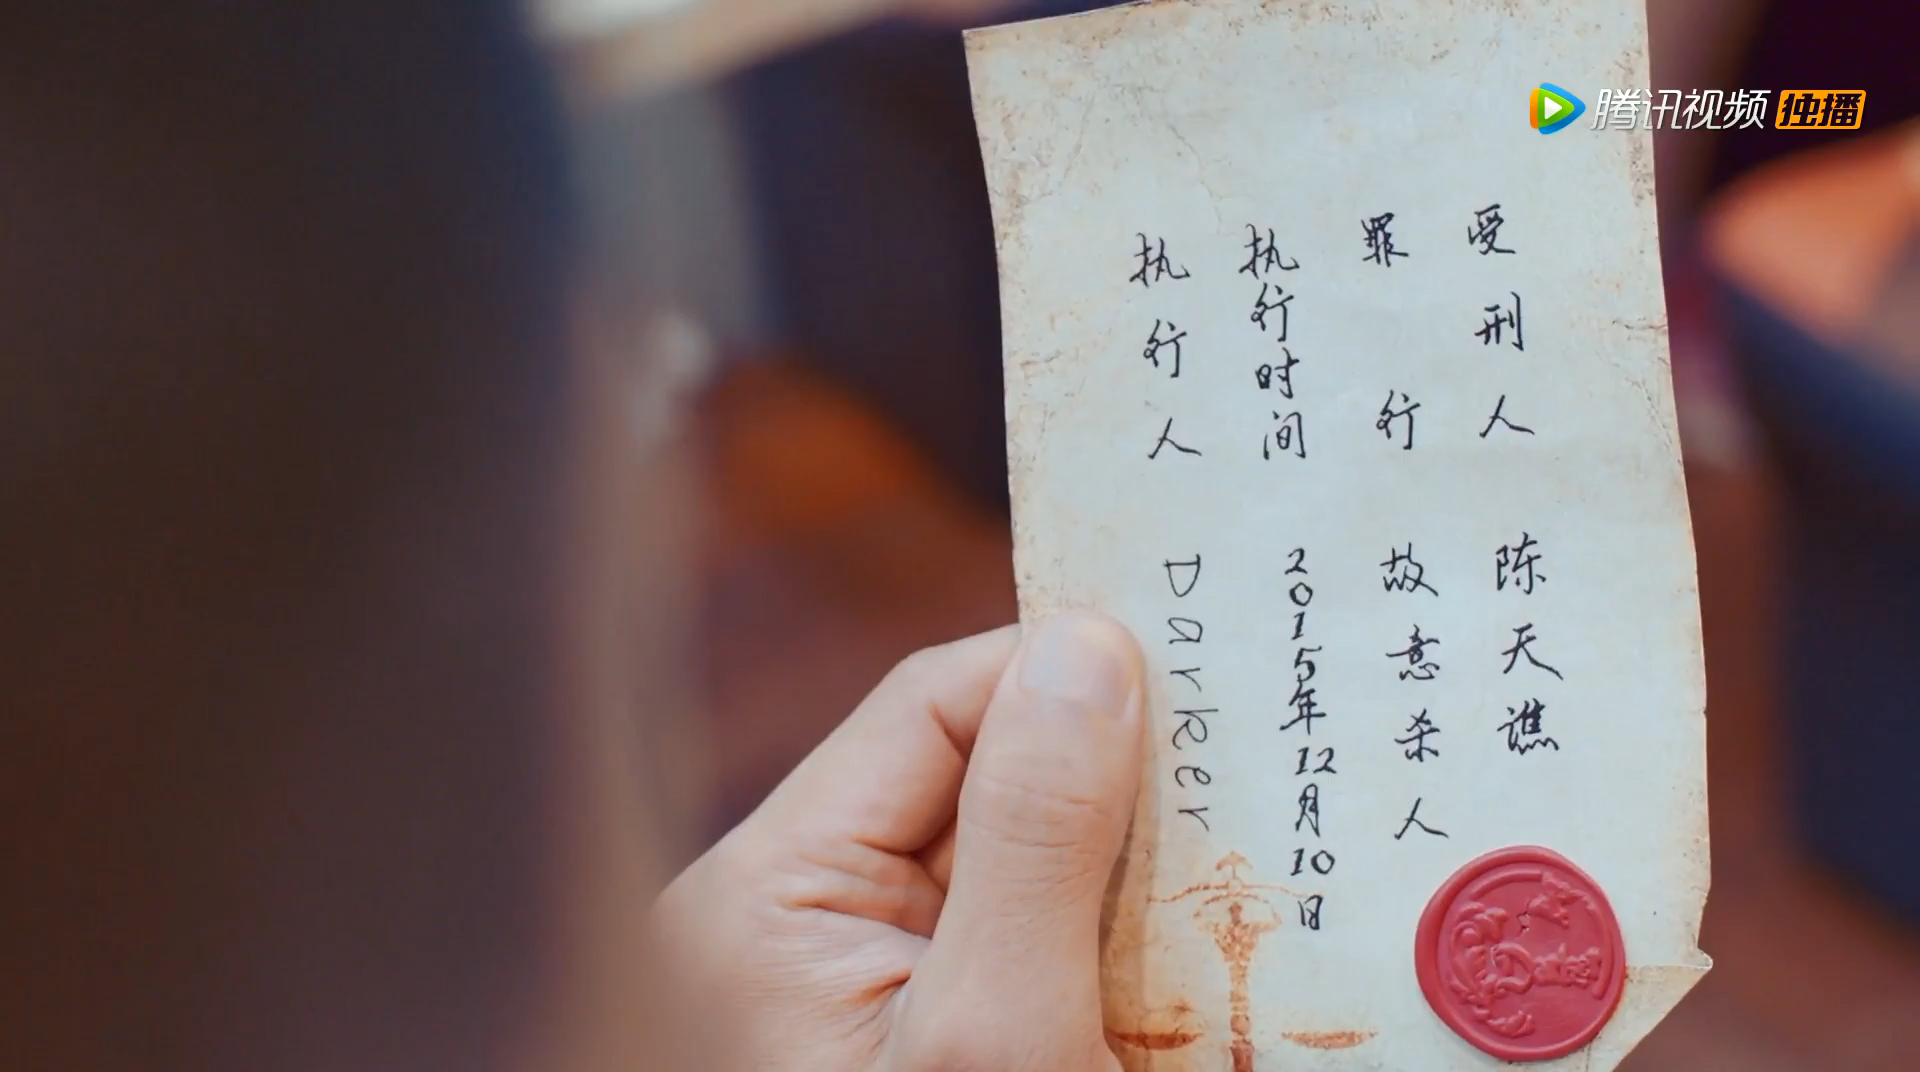 腾讯视频 独播
受刑人 陈天谯
罪行 故意杀人
执行时间 2015年12月10日
执行人 Darker